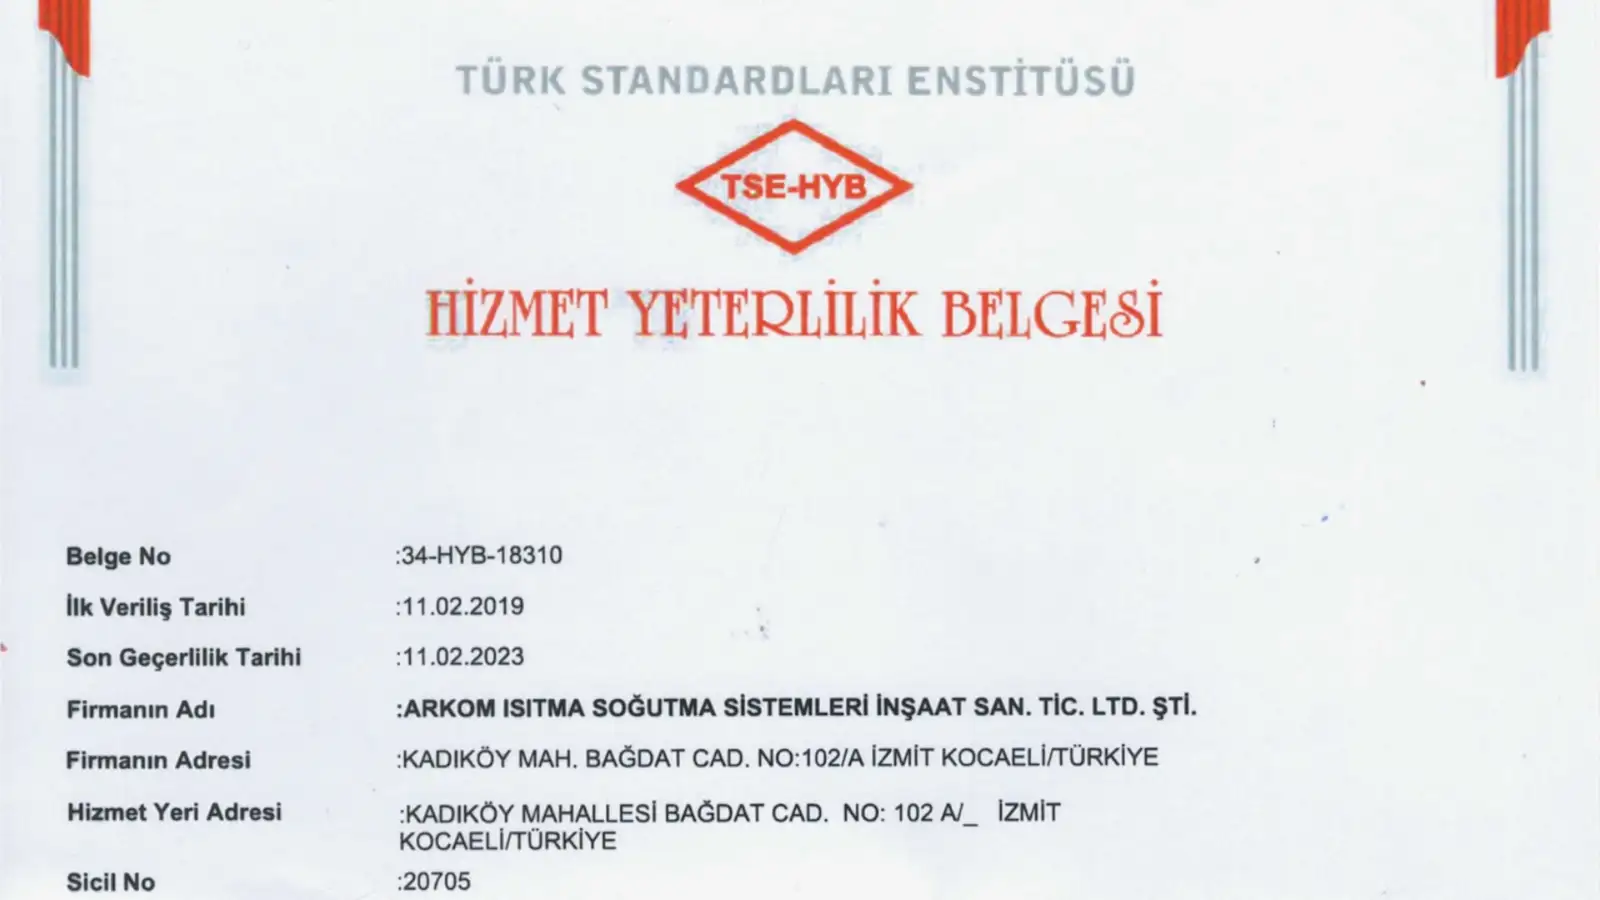 TÜRK STANDARDLARI ENSTİTÜSÜ
TSE-HYB
HİZMET YETERLİLİK BELGESİ
Belge No :34-HYB-18310
İlk Veriliş Tarihi :11.02.2019
Son Geçerlilik Tarihi :11.02.2023
Firmanın Adı :ARKOM ISITMA SOĞUTMA SİSTEMLERİ İNŞAAT SAN. TİC. LTD. ŞTİ.
Firmanın Adresi :KADIKÖY MAH. BAĞDAT CAD. NO:102/A İZMİT KOCAELİ/TÜRKİYE
Hizmet Yeri Adresi :KADIKÖY MAHALLESİ BAĞDAT CAD. NO: 102 A/_ İZMİT
KOCAELİ/TÜRKİYE
Sicil No :20705